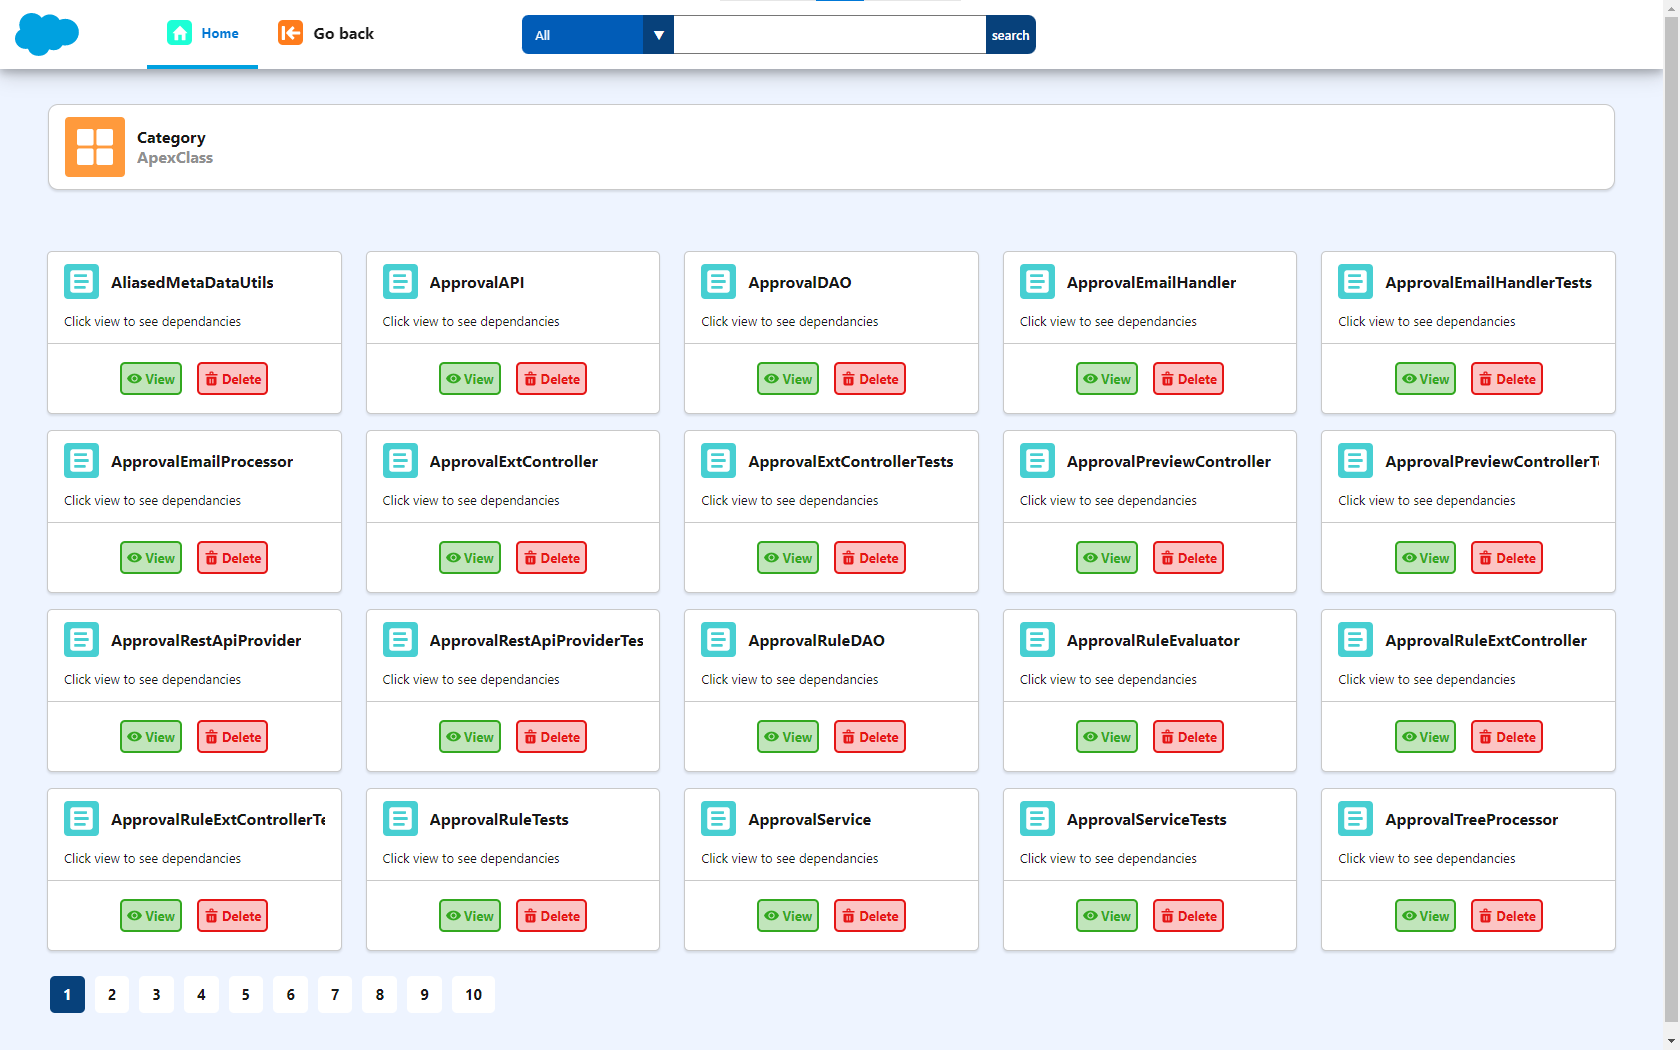 Home
Go back
All
search
Category
ApexClass
AliasedMetaDataUtils
Click view to see dependancies
View Delete
ApprovalAPI
Click view to see dependancies
View Delete
ApprovalDAO
Click view to see dependancies
View Delete
ApprovalEmailHandler
Click view to see dependancies
View Delete
ApprovalEmailHandlerTests
Click view to see dependancies
View Delete
ApprovalEmailProcessor
Click view to see dependancies
View Delete
ApprovalExtController
Click view to see dependancies
View Delete
ApprovalExtControllerTests
Click view to see dependancies
View Delete
ApprovalPreviewController
Click view to see dependancies
View Delete
ApprovalPreviewControllerT
Click view to see dependancies
View Delete
ApprovalRestApiProvider
Click view to see dependancies
View Delete
ApprovalRestApiProviderTes
Click view to see dependancies
View Delete
ApprovalRuleDAO
Click view to see dependancies
View Delete
ApprovalRuleEvaluator
Click view to see dependancies
View Delete
ApprovalRuleExtController
Click view to see dependancies
View Delete
ApprovalRuleExtControllerTe
Click view to see dependancies
View Delete
ApprovalRuleTests
Click view to see dependancies
View Delete
ApprovalService
Click view to see dependancies
View Delete
ApprovalServiceTests
Click view to see dependancies
View Delete
ApprovalTreeProcessor
Click view to see dependancies
View Delete
1 2 3 4 5 6 7 8 9 10